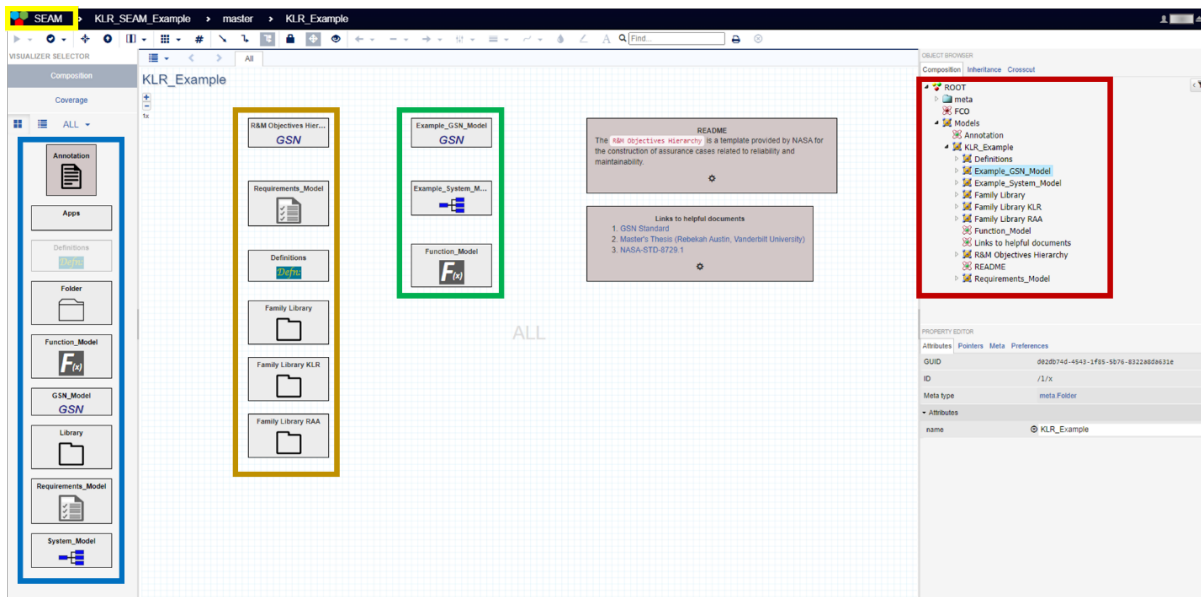 SEAM › KLR_SEAM_Example › master › KLR_Example
1
Find...
VISUALIZER SELECTOR
Composition
Coverage
ALL
Annotation
Apps
Definitions
Defn:
Folder
Function_Model
F(x)
GSN_Model
GSN
Library
Requirements_Model
System_Model
All
KLR_Example
+
−
1x
R&M Objectives Hier...
GSN
Requirements_Model
Definitions
Defn:
Family Library
Family Library KLR
Family Library RAA
Example_GSN_Model
GSN
Example_System_M...
Function_Model
F(x)
README
The R&M Objectives Hierarchy is a template provided by NASA for
the construction of assurance cases related to reliability and
maintainability.
Links to helpful documents
1. GSN Standard
2. Master's Thesis (Rebekah Austin, Vanderbilt University)
3. NASA-STD-8729.1
ALL
OBJECT BROWSER
Composition Inheritance Crosscut
ROOT
meta
FCO
Models
Annotation
KLR_Example
Definitions
Example_GSN_Model
Example_System_Model
Family Library
Family Library KLR
Family Library RAA
Function_Model
Links to helpful documents
R&M Objectives Hierarchy
README
Requirements_Model
PROPERTY EDITOR
Attributes Pointers Meta Preferences
GUID
ID /1/x
Meta type meta.Folder
Attributes
name KLR_Example